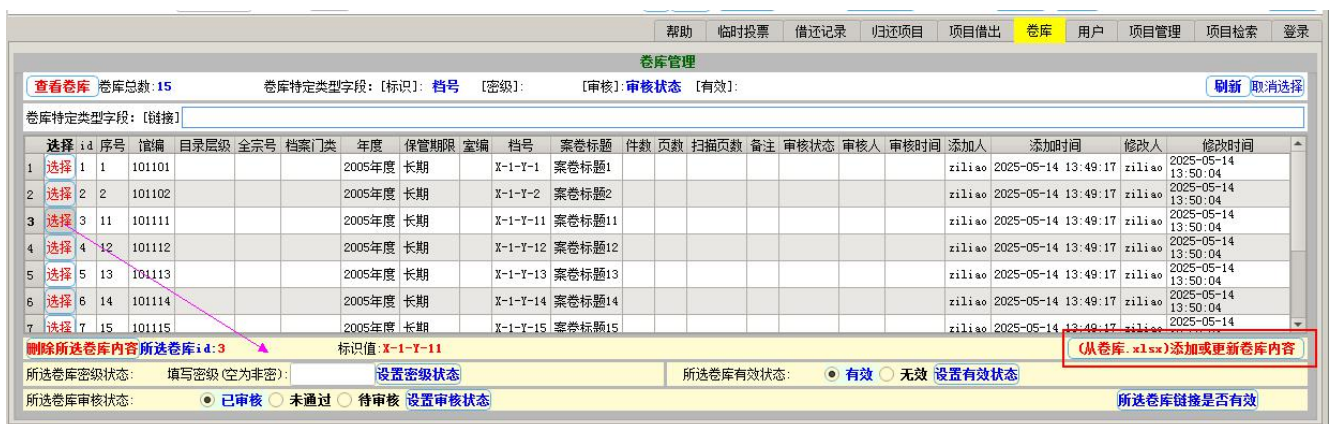 帮助 临时投票 借还记录 归还项目 项目借出 卷库 用户 项目管理 项目检索 登录
卷库管理
查看卷库 卷库总数:15 卷库特定类型字段:[标识]: 档号 [密级]: [审核]:审核状态 [有效]: 刷新 取消选择
卷库特定类型字段:[链接]
选择 id 序号 馆编 目录层级 全宗号 档案门类 年度 保管期限 室编 档号 案卷标题 件数 页数 扫描页数 备注 审核状态 审核人 审核时间 添加人 添加时间 修改人 修改时间
1 选择 1 1 101101 2005年度 长期 X-1-Y-1 案卷标题1 ziliao 2025-05-14 13:49:17 ziliao 2025-05-14 13:50:04
2 选择 2 2 101102 2005年度 长期 X-1-Y-2 案卷标题2 ziliao 2025-05-14 13:49:17 ziliao 2025-05-14 13:50:04
3 选择 3 11 101111 2005年度 长期 X-1-Y-11 案卷标题11 ziliao 2025-05-14 13:49:17 ziliao 2025-05-14 13:50:04
4 选择 4 12 101112 2005年度 长期 X-1-Y-12 案卷标题12 ziliao 2025-05-14 13:49:17 ziliao 2025-05-14 13:50:04
5 选择 5 13 101113 2005年度 长期 X-1-Y-13 案卷标题13 ziliao 2025-05-14 13:49:17 ziliao 2025-05-14 13:50:04
6 选择 6 14 101114 2005年度 长期 X-1-Y-14 案卷标题14 ziliao 2025-05-14 13:49:17 ziliao 2025-05-14 13:50:04
7 选择 7 15 101115 2005年度 长期 X-1-Y-15 案卷标题15 ziliao 2025-05-14 13:49:17 ziliao 2025-05-14
删除所选卷库内容 所选卷库id:3 标识值:X-1-Y-11 (从卷库.xlsx)添加或更新卷库内容
所选卷库密级状态: 填写密级(空为非密): 设置密级状态 所选卷库有效状态: 有效 无效 设置有效状态
所选卷库审核状态: 已审核 未通过 待审核 设置审核状态 所选卷库链接是否有效